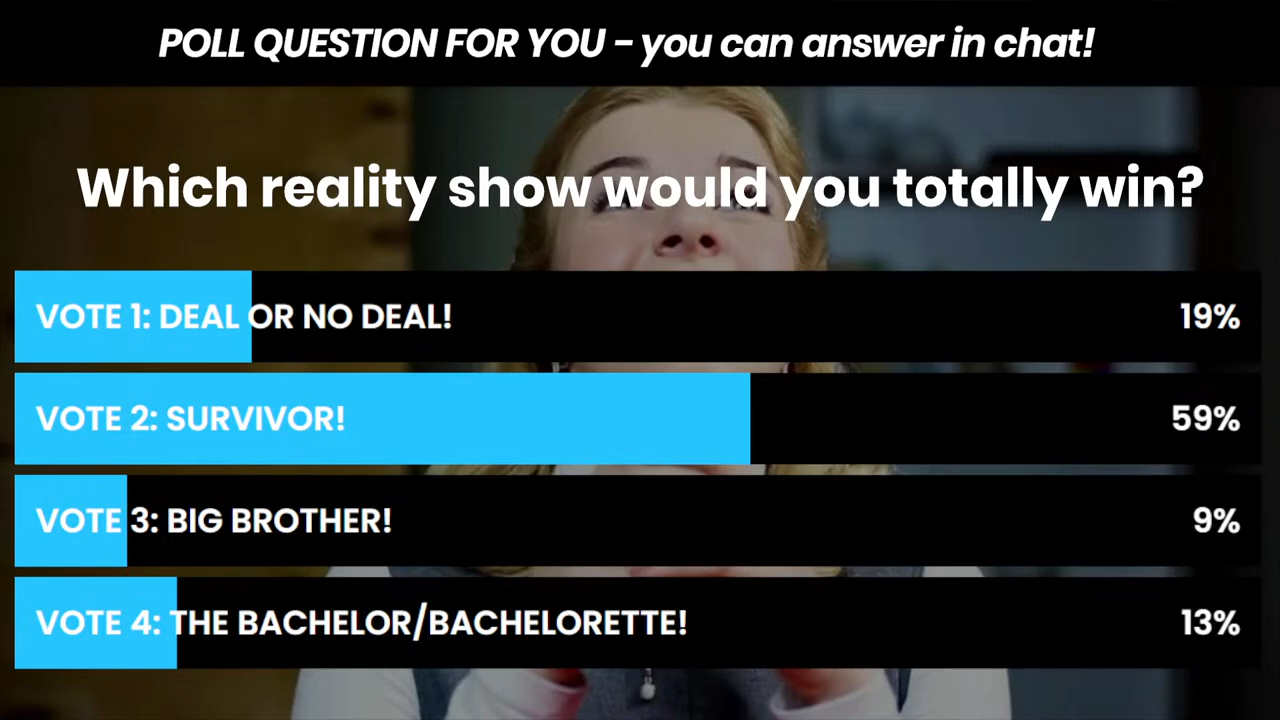 POLL QUESTION FOR YOU - you can answer in chat!
Which reality show would you totally win?
VOTE 1: DEAL OR NO DEAL! 19%
VOTE 2: SURVIVOR! 59%
VOTE 3: BIG BROTHER! 9%
VOTE 4: THE BACHELOR/BACHELORETTE! 13%